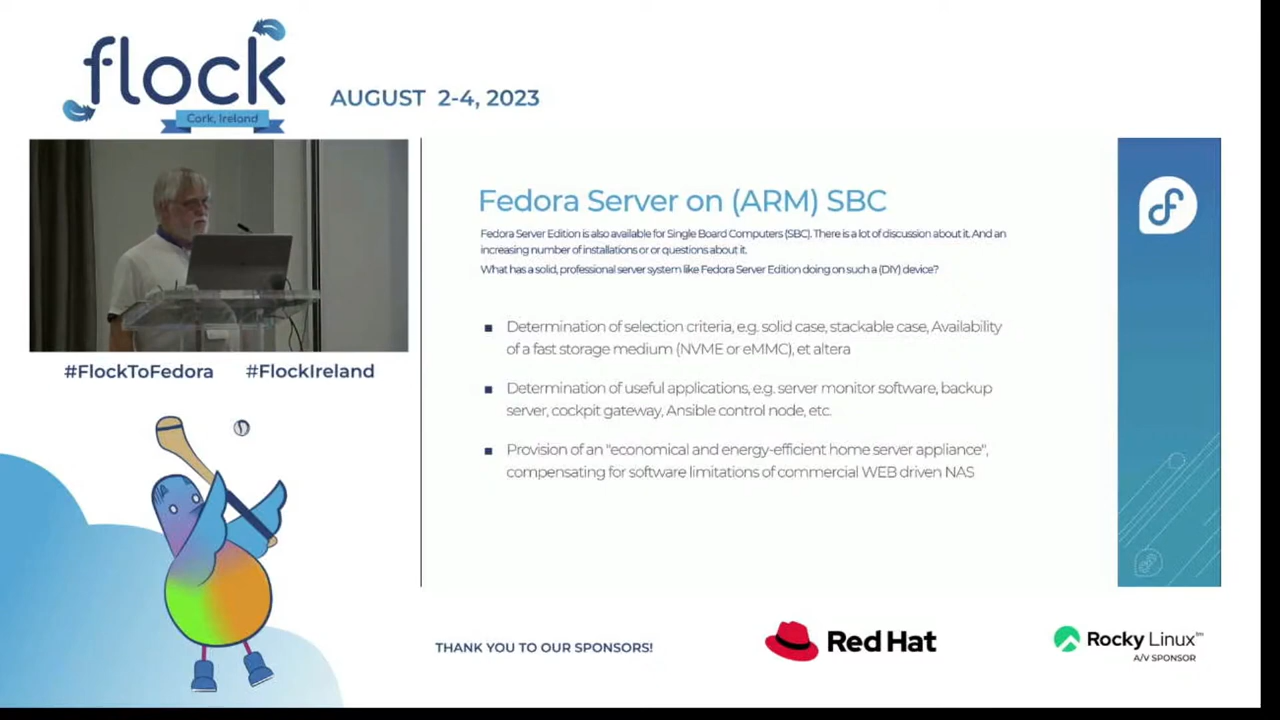 flock
Cork, Ireland
AUGUST 2-4, 2023
Fedora Server on (ARM) SBC
Fedora Server Edition is also available for Single Board Computers (SBC). There is a lot of discussion about it. And an
increasing number of installations or or questions about it.
What has a solid, professional server system like Fedora Server Edition doing on such a (DIY) device?
■ Determination of selection criteria, e.g. solid case, stackable case, Availability
of a fast storage medium (NVME or eMMC), et altera
■ Determination of useful applications, e.g. server monitor software, backup
server, cockpit gateway, Ansible control node, etc.
■ Provision of an "economical and energy-efficient home server appliance",
compensating for software limitations of commercial WEB driven NAS
#FlockToFedora #FlockIreland
THANK YOU TO OUR SPONSORS!
Red Hat
Rocky Linux™
A/V SPONSOR